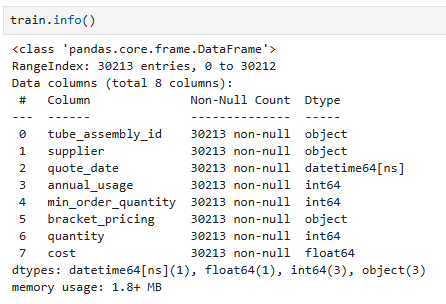 train.info()
<class 'pandas.core.frame.DataFrame'>
RangeIndex: 30213 entries, 0 to 30212
Data columns (total 8 columns):
 #   Column              Non-Null Count  Dtype
---  ------              --------------  -----
 0   tube_assembly_id    30213 non-null  object
 1   supplier            30213 non-null  object
 2   quote_date          30213 non-null  datetime64[ns]
 3   annual_usage        30213 non-null  int64
 4   min_order_quantity  30213 non-null  int64
 5   bracket_pricing     30213 non-null  object
 6   quantity            30213 non-null  int64
 7   cost                30213 non-null  float64
dtypes: datetime64[ns](1), float64(1), int64(3), object(3)
memory usage: 1.8+ MB